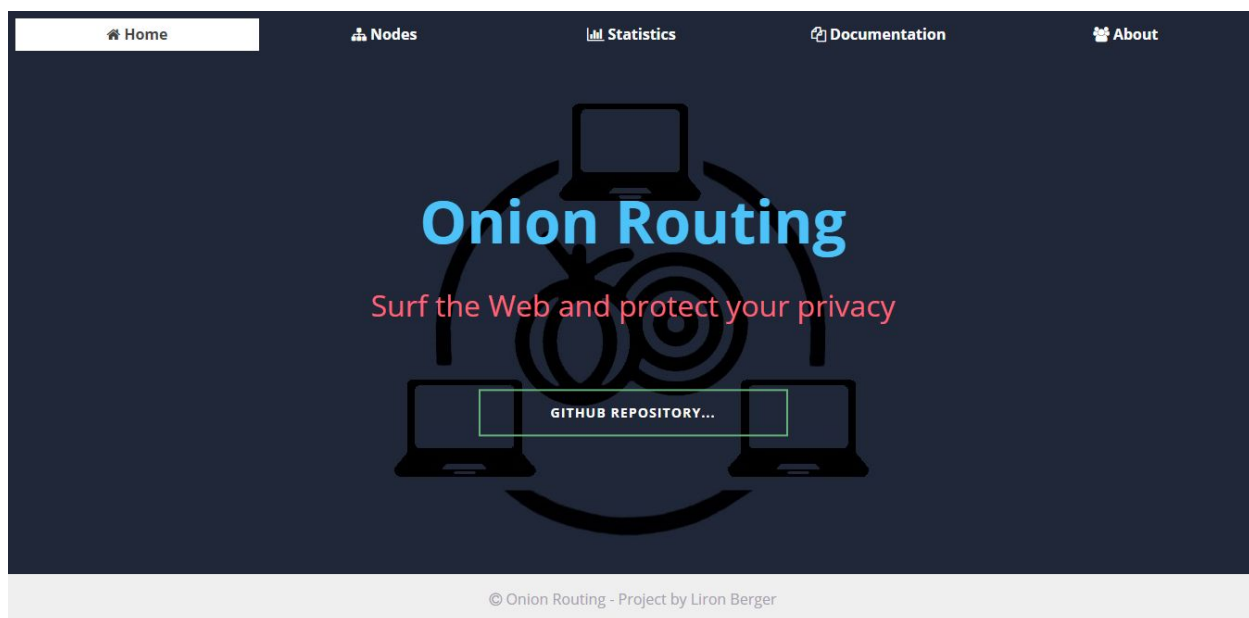 Home Nodes Statistics Documentation About
Onion Routing
Surf the Web and protect your privacy
GITHUB REPOSITORY...
© Onion Routing - Project by Liron Berger